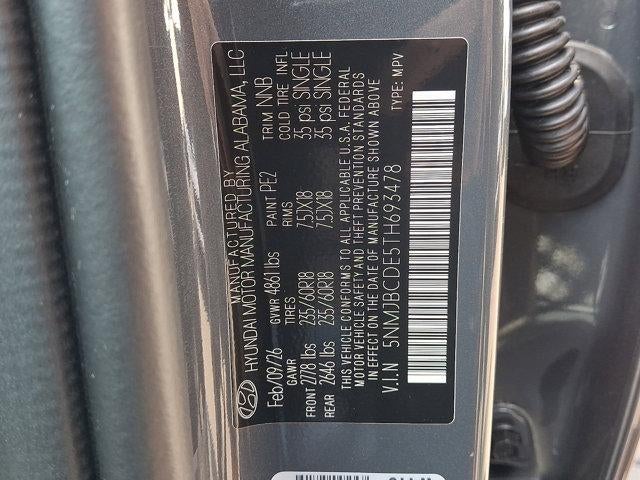 MANUFACTURED BY
HYUNDAI MOTOR MANUFACTURING ALABAMA, LLC
Feb/09/26 GVWR 4861 lbs PAINT PE2 TRIM NNB
GAWR TIRES RIMS COLD TIRE INFL
FRONT 2778 lbs 235/60R18 7.5JX18 35 psi SINGLE
REAR 2646 lbs 235/60R18 7.5JX18 35 psi SINGLE
THIS VEHICLE CONFORMS TO ALL APPLICABLE U.S.A. FEDERAL
MOTOR VEHICLE SAFETY AND THEFT PREVENTION STANDARDS
IN EFFECT ON THE DATE OF MANUFACTURE SHOWN ABOVE
V.I.N 5NMJBCDE5TH693478 TYPE: MPV